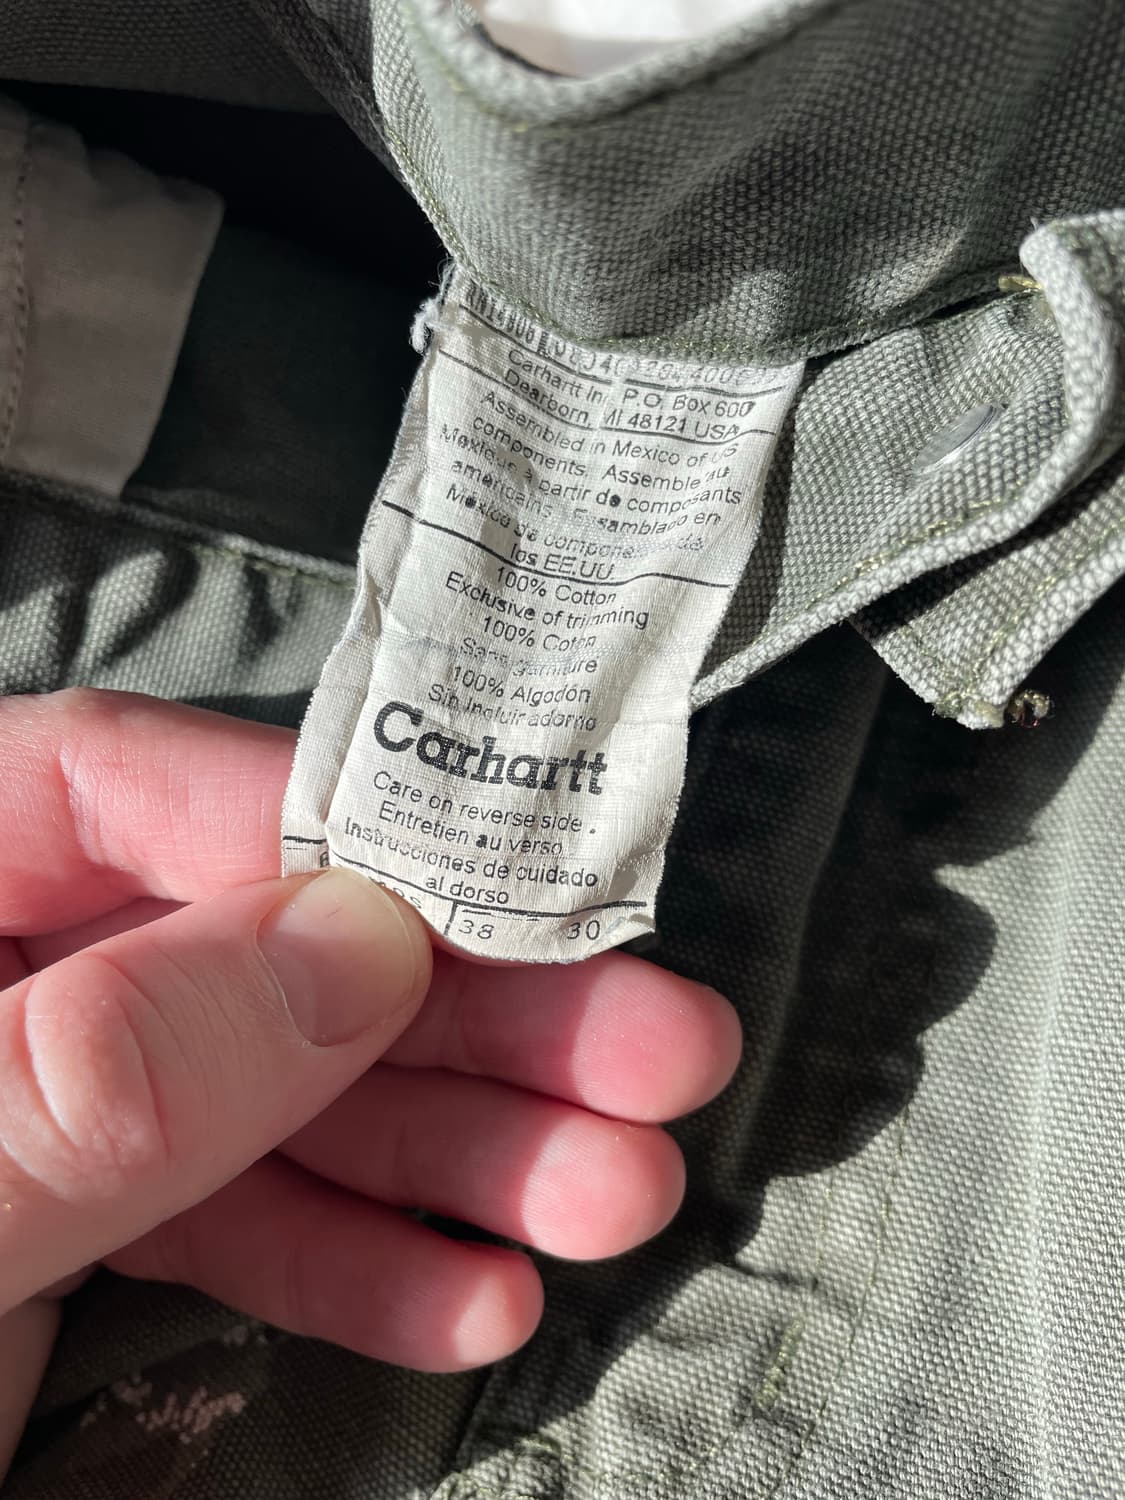 Carhartt In P.O. Box 600
Dearborn, MI 48121 USA
Assembled in Mexico of US
components. Assemble au
Mexique à partir de composants
américains. Ensamblado en
México de componentes de
los EE.UU.
100% Cotton
Exclusive of trimming
100% Coton
Sans garniture
100% Algodón
Sin incluir adorno
Carhartt
Care on reverse side.
Entretien au verso
Instrucciones de cuidado
al dorso
38 30